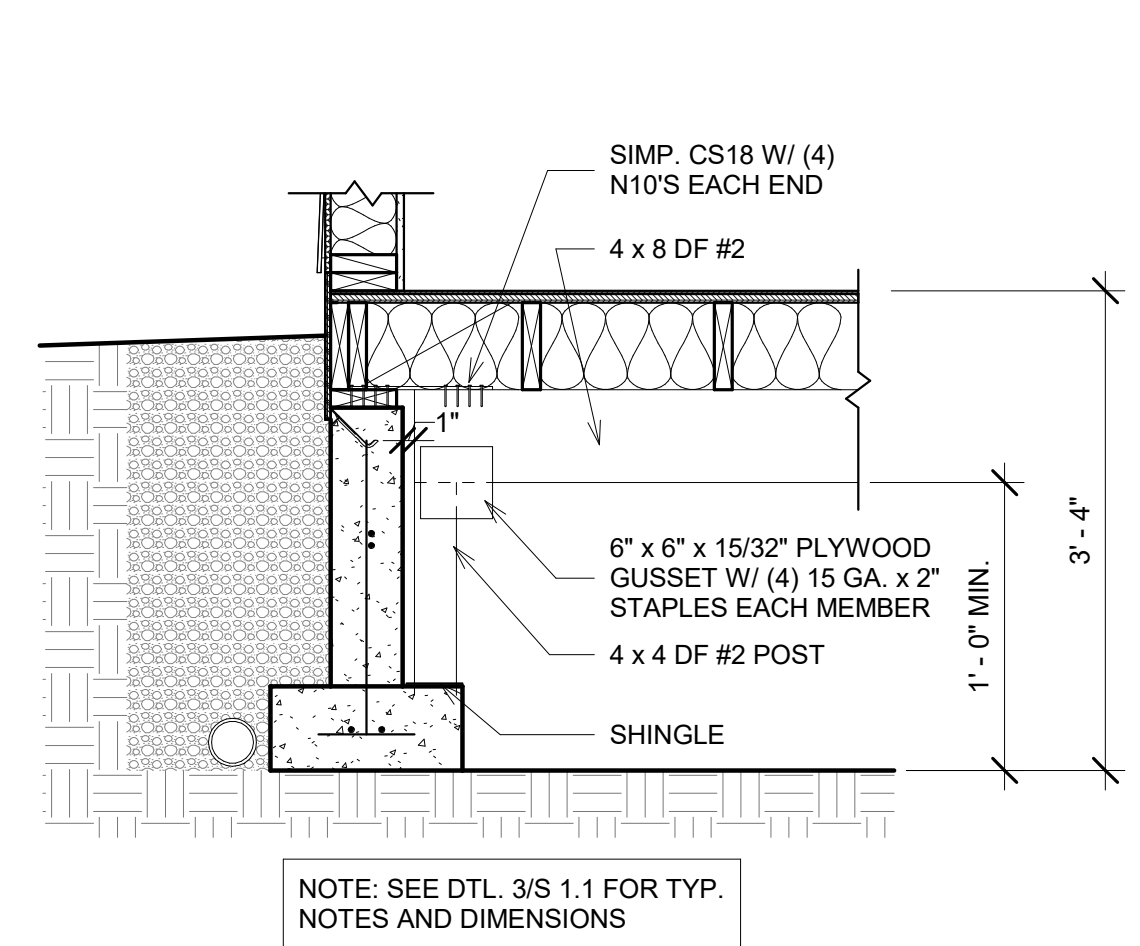 SIMP. CS18 W/ (4)
N10'S EACH END
4 x 8 DF #2
1"
6" x 6" x 15/32" PLYWOOD
GUSSET W/ (4) 15 GA. x 2"
STAPLES EACH MEMBER
4 x 4 DF #2 POST
SHINGLE
1' - 0" MIN.
3' - 4"
NOTE: SEE DTL. 3/S 1.1 FOR TYP.
NOTES AND DIMENSIONS